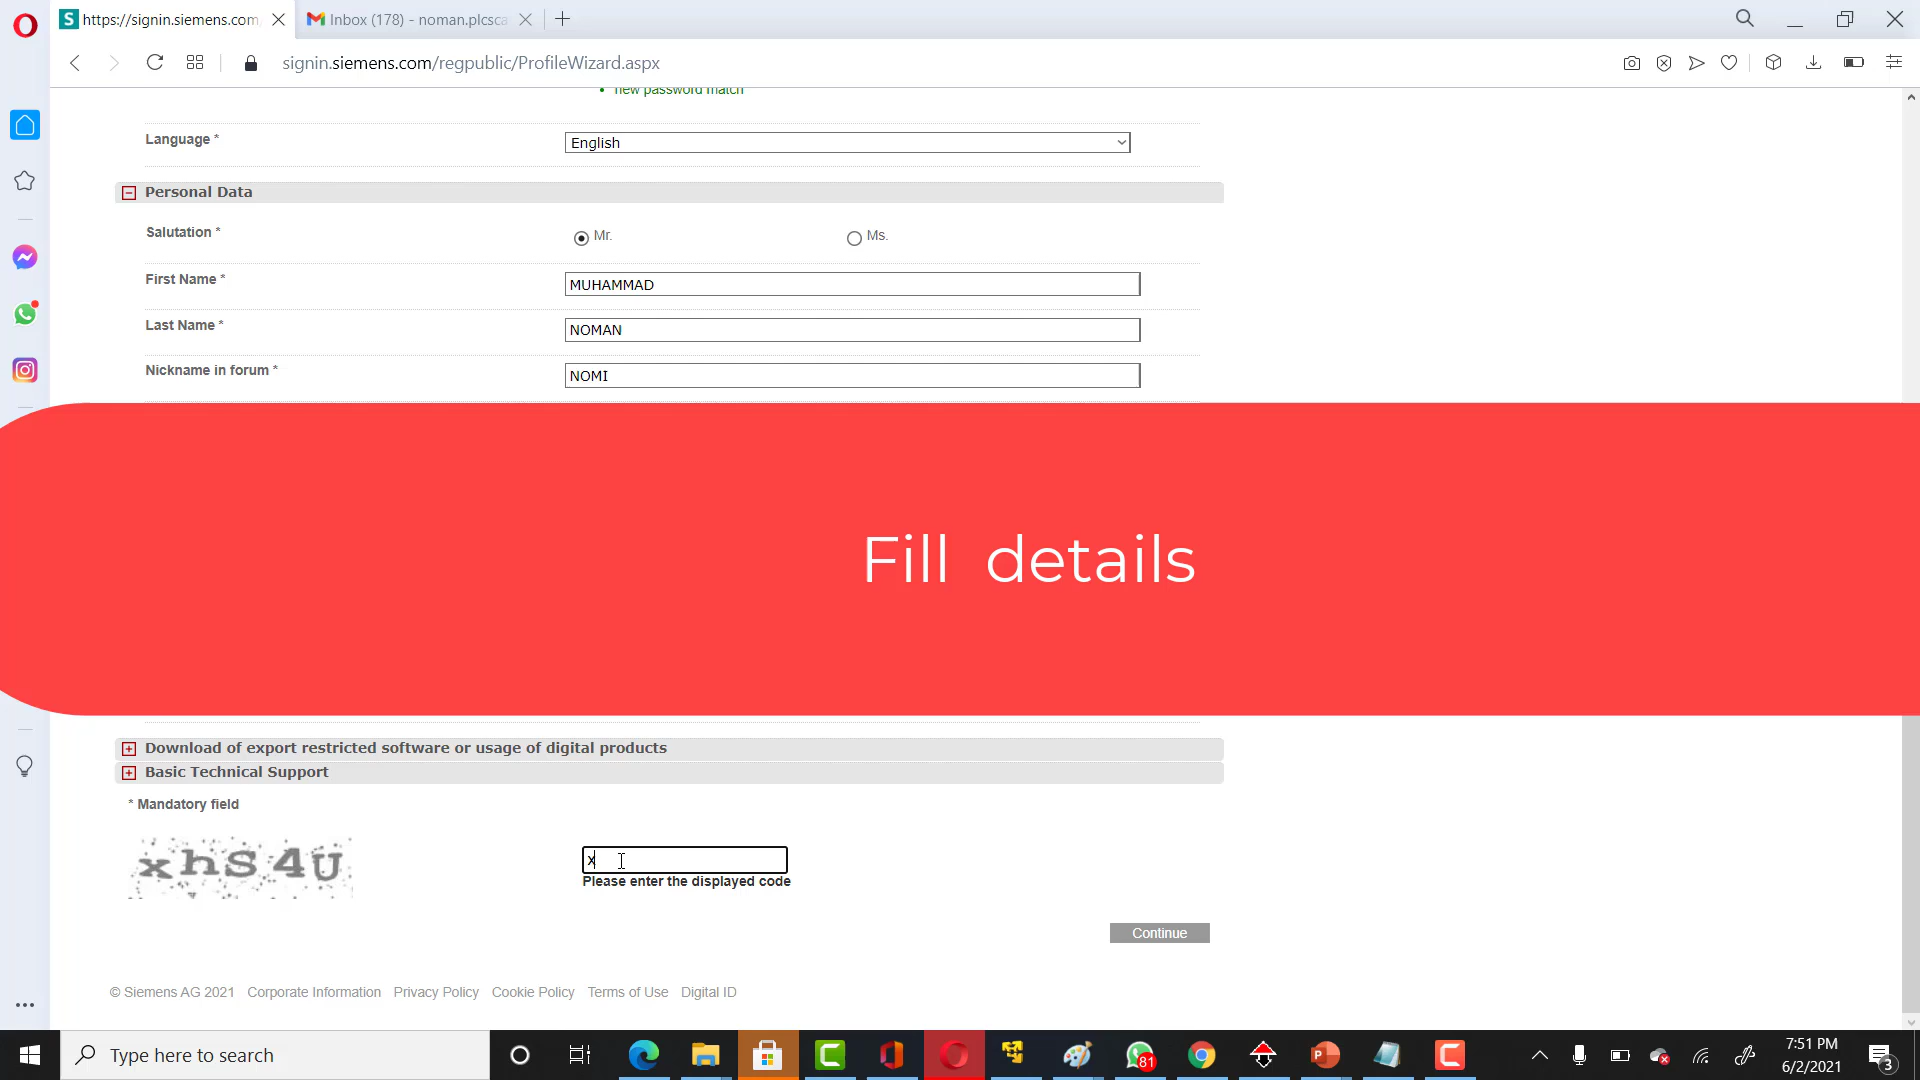 https://signin.siemens.com
Inbox (178) - noman.plcsca
signin.siemens.com/regpublic/ProfileWizard.aspx
new password match
Language *
English
Personal Data
Salutation *
Mr.
Ms.
First Name *
MUHAMMAD
Last Name *
NOMAN
Nickname in forum *
NOMI
Fill details
Download of export restricted software or usage of digital products
Basic Technical Support
* Mandatory field
xhs4U
x
Please enter the displayed code
Continue
© Siemens AG 2021 Corporate Information Privacy Policy Cookie Policy Terms of Use Digital ID
Type here to search
81
7:51 PM
6/2/2021
3